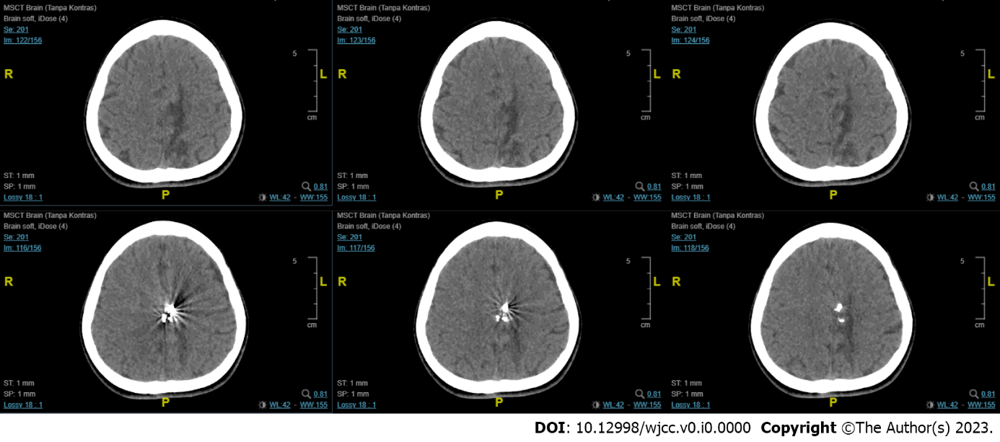 MSCT Brain (Tanpa Kontras)
Brain soft, iDose (4)
Se: 201
Im: 122/156
R
5
L
cm
ST: 1 mm
SP: 1 mm
Lossy 18 : 1
P
0.81
WL:42 - WW:155
MSCT Brain (Tanpa Kontras)
Brain soft, iDose (4)
Se: 201
Im: 123/156
R
5
L
cm
ST: 1 mm
SP: 1 mm
Lossy 18 : 1
P
0.81
WL:42 - WW:155
MSCT Brain (Tanpa Kontras)
Brain soft, iDose (4)
Se: 201
Im: 124/156
R
5
L
cm
ST: 1 mm
SP: 1 mm
Lossy 18 : 1
P
0.81
WL:42 - WW:155
MSCT Brain (Tanpa Kontras)
Brain soft, iDose (4)
Se: 201
Im: 116/156
R
5
L
cm
ST: 1 mm
SP: 1 mm
Lossy 18 : 1
P
0.81
WL:42 - WW:155
MSCT Brain (Tanpa Kontras)
Brain soft, iDose (4)
Se: 201
Im: 117/156
R
5
L
cm
ST: 1 mm
SP: 1 mm
Lossy 18 : 1
P
0.81
WL:42 - WW:155
MSCT Brain (Tanpa Kontras)
Brain soft, iDose (4)
Se: 201
Im: 118/156
R
5
L
cm
ST: 1 mm
SP: 1 mm
Lossy 18 : 1
P
0.81
WL:42 - WW:155
DOI: 10.12998/wjcc.v0.i0.0000 Copyright ©The Author(s) 2023.